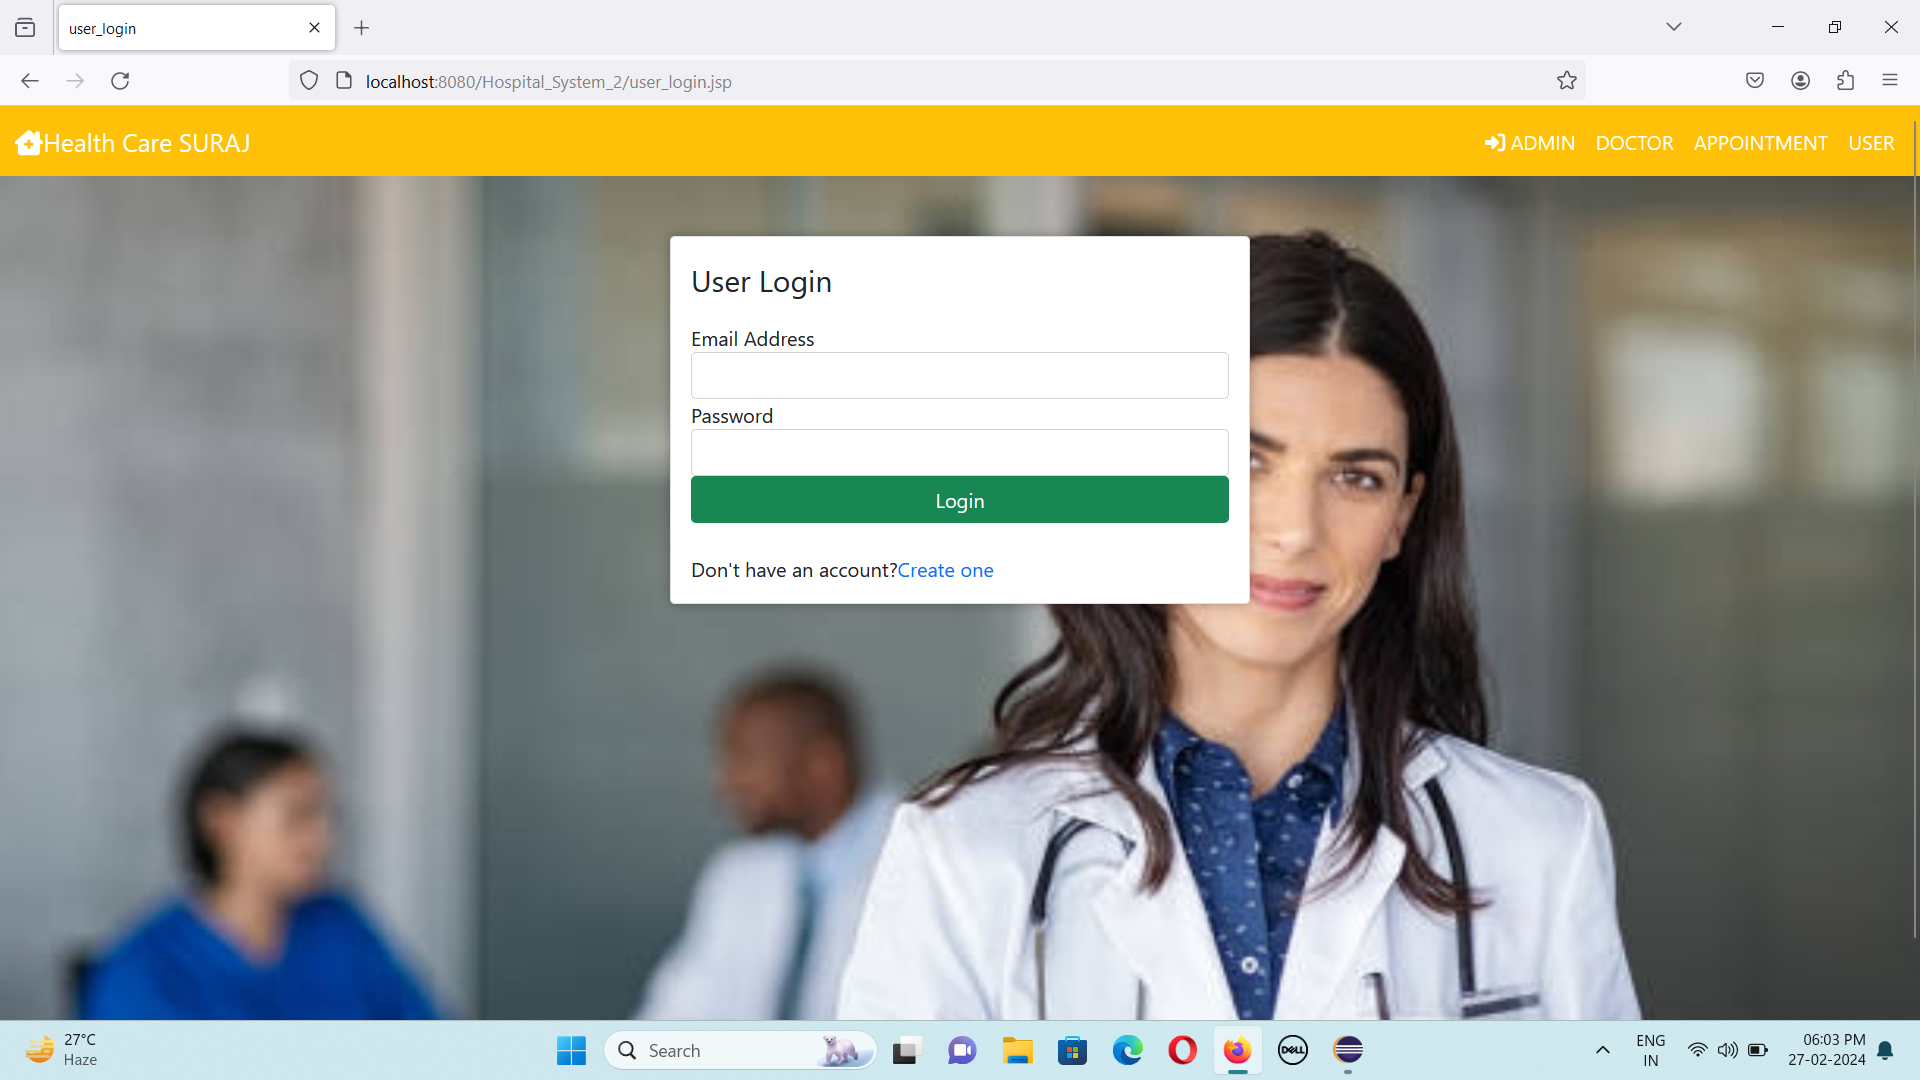 user_login
localhost:8080/Hospital_System_2/user_login.jsp
Health Care SURAJ
ADMIN DOCTOR APPOINTMENT USER
User Login
Email Address
Password
Login
Don't have an account?Create one
27°C
Haze
Search
DELL
ENG
IN
06:03 PM
27-02-2024